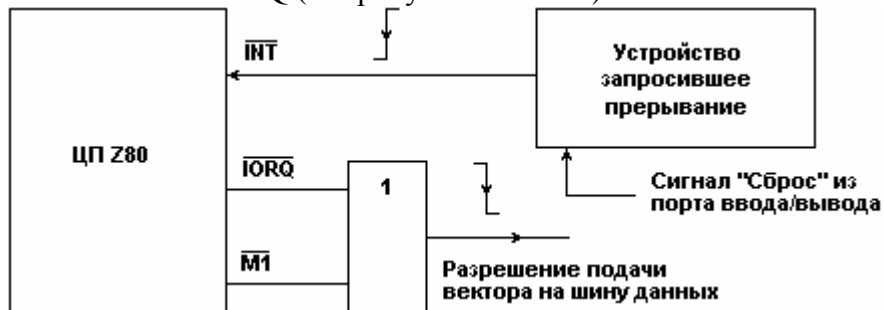 ЦП Z80
INT
Устройство
запросившее
прерывание
IORQ
1
Сигнал "Сброс" из
порта ввода/вывода
M1
Разрешение подачи
вектора на шину данных